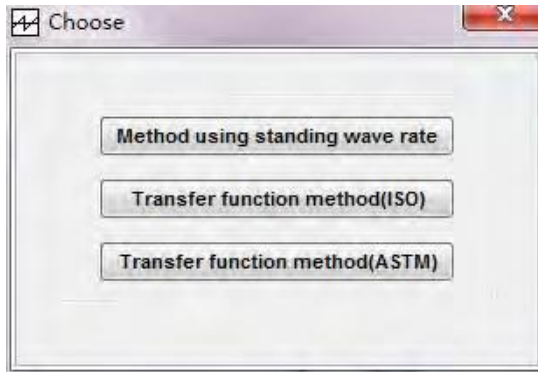 Choose
Method using standing wave rate
Transfer function method(ISO)
Transfer function method(ASTM)